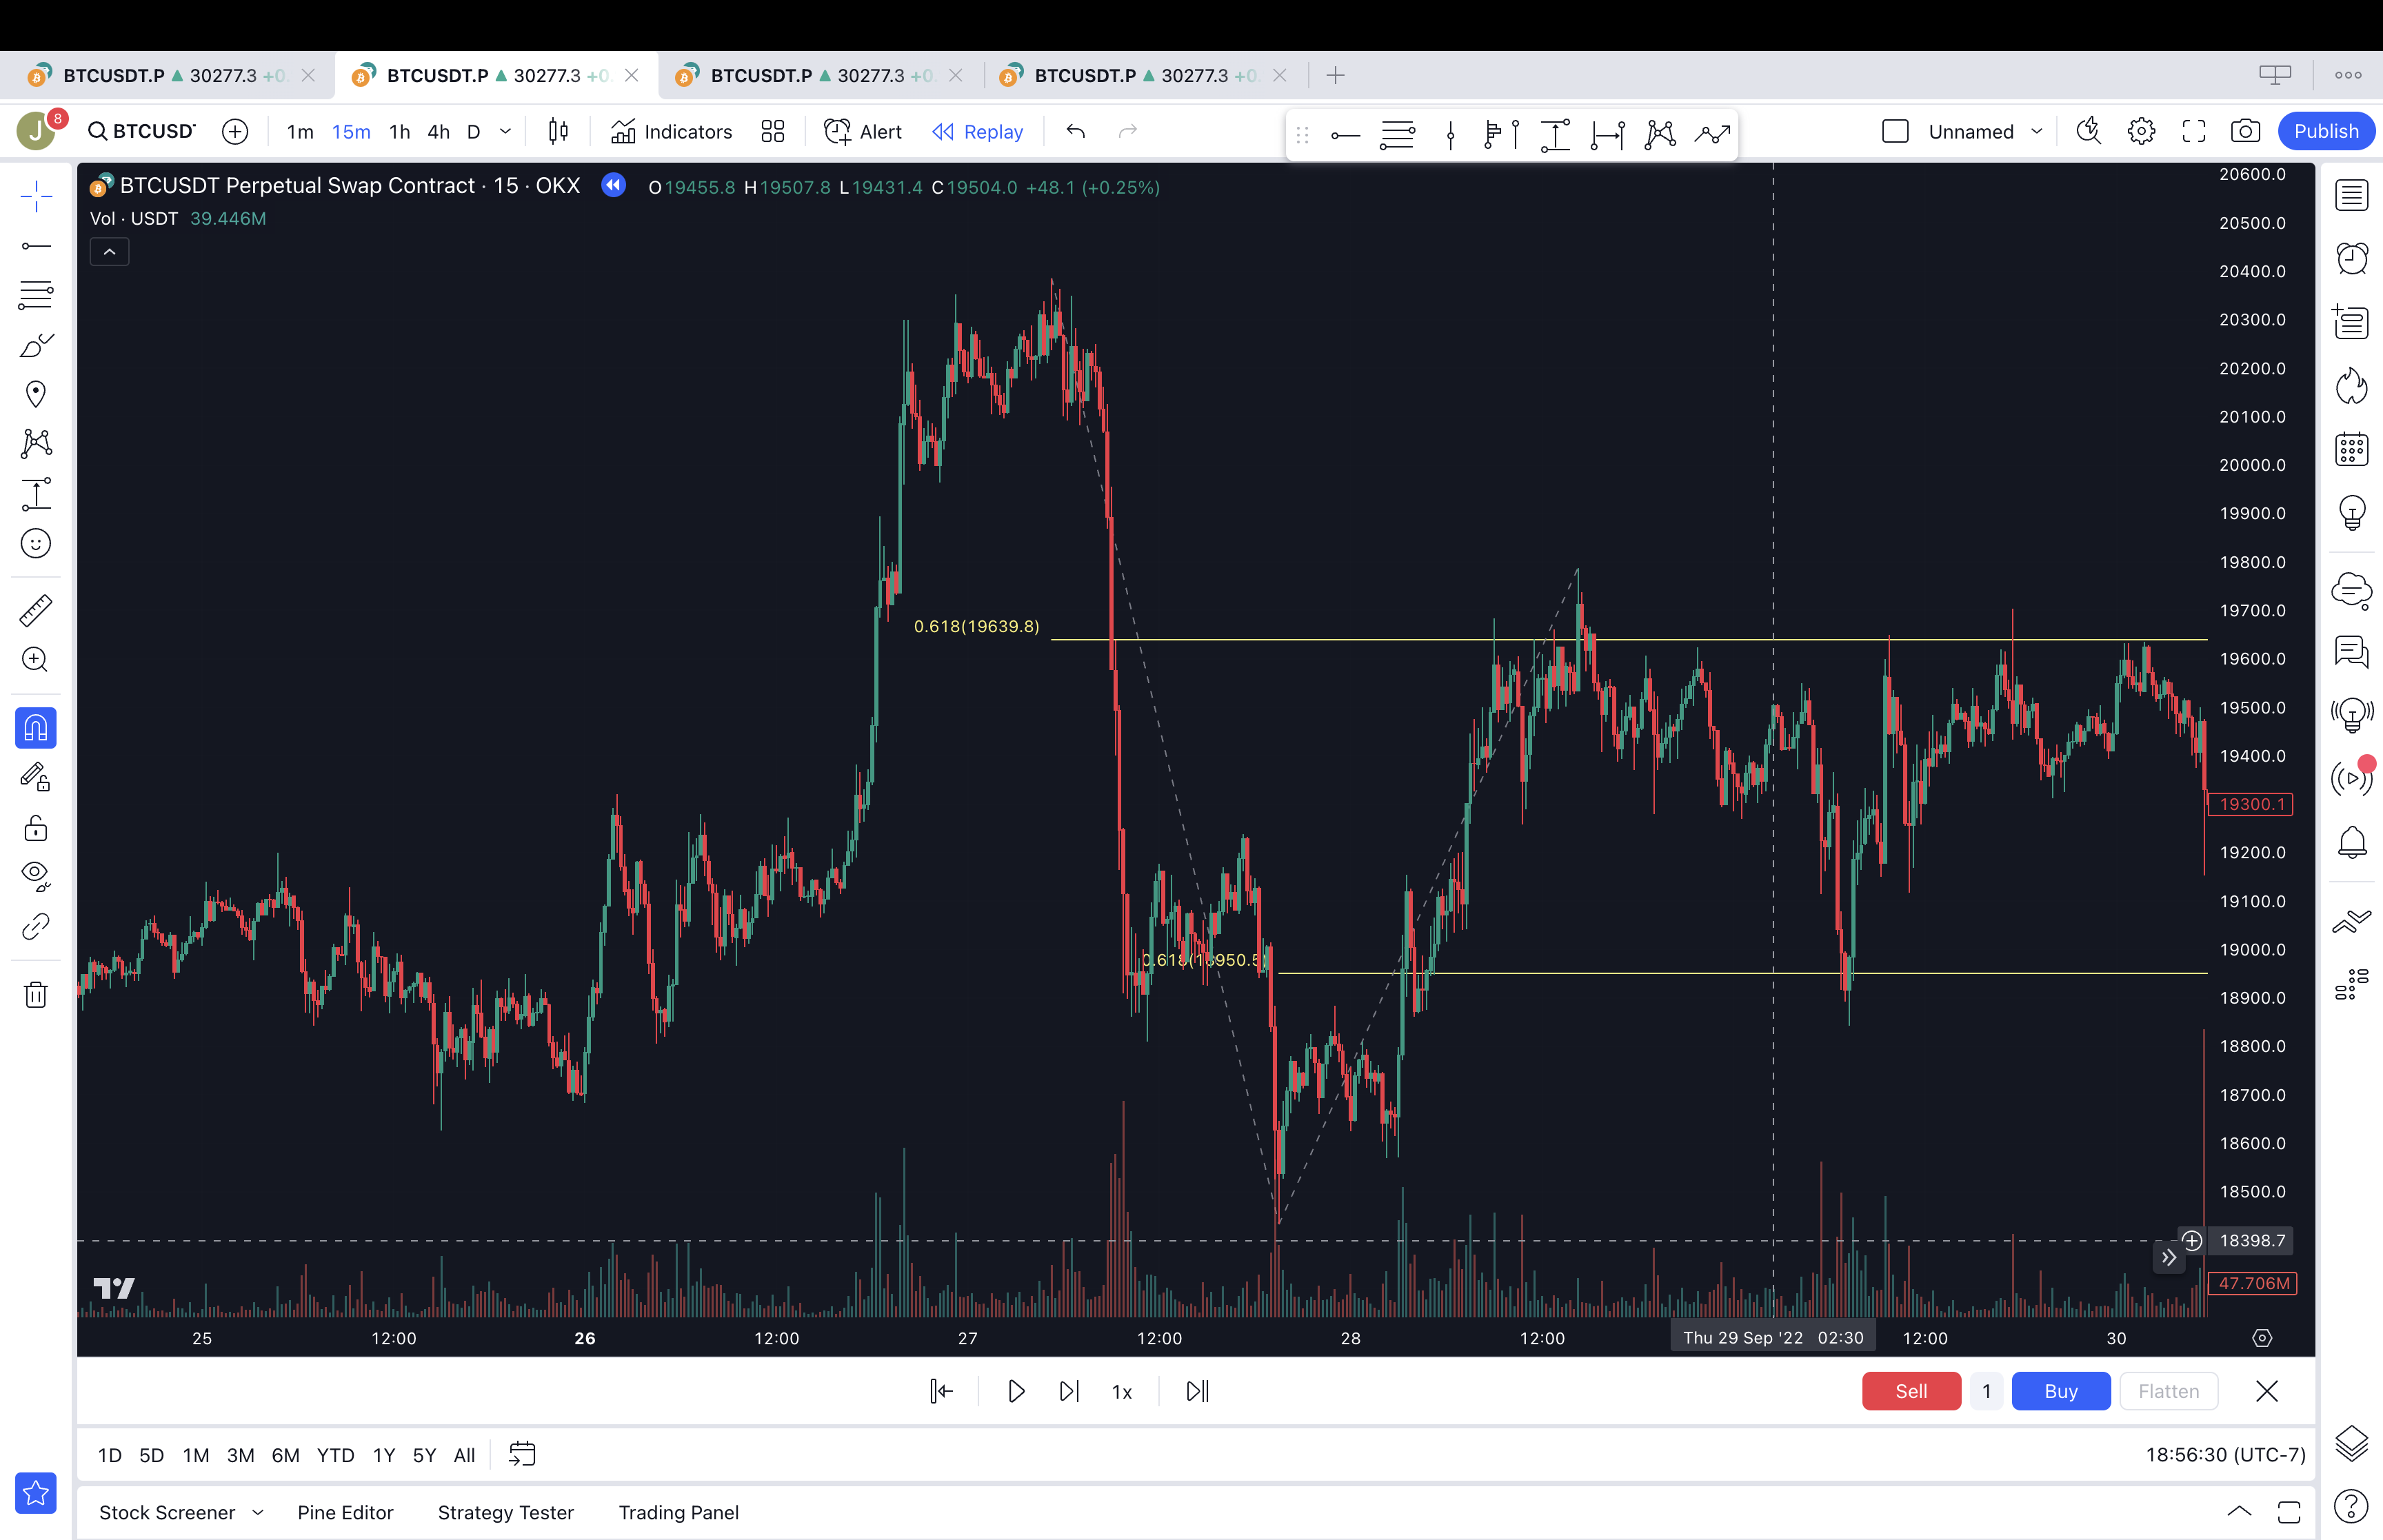 BTCUSDT.P 30277.3 +0. BTCUSDT.P 30277.3 +0. BTCUSDT.P 30277.3 +0. BTCUSDT.P 30277.3 +0.
J 8 BTCUSD 1m 15m 1h 4h D Indicators Alert Replay Unnamed Publish
BTCUSDT Perpetual Swap Contract · 15 · OKX O19455.8 H19507.8 L19431.4 C19504.0 +48.1 (+0.25%)
Vol · USDT 39.446M
20600.0
20500.0
20400.0
20300.0
20200.0
20100.0
20000.0
19900.0
19800.0
19700.0
0.618(19639.8)
19600.0
19500.0
19400.0
19300.1
19200.0
19100.0
19000.0
0.618(18950.5)
18900.0
18800.0
18700.0
18600.0
18500.0
18398.7
47.706M
25 12:00 26 12:00 27 12:00 28 12:00 Thu 29 Sep '22 02:30 12:00 30
1x Sell 1 Buy Flatten
1D 5D 1M 3M 6M YTD 1Y 5Y All 18:56:30 (UTC-7)
Stock Screener Pine Editor Strategy Tester Trading Panel